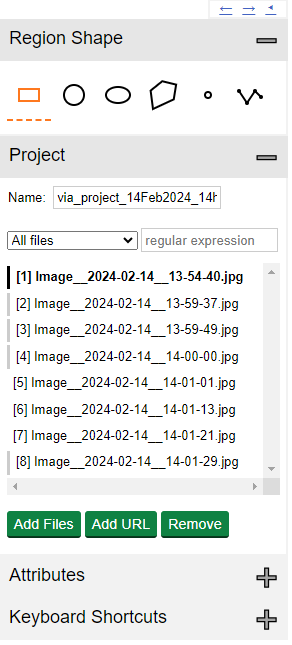 Region Shape
Project
Name: via_project_14Feb2024_14h
All files regular expression
[1] Image__2024-02-14__13-54-40.jpg
[2] Image__2024-02-14__13-59-37.jpg
[3] Image__2024-02-14__13-59-49.jpg
[4] Image__2024-02-14__14-00-00.jpg
[5] Image__2024-02-14__14-01-01.jpg
[6] Image__2024-02-14__14-01-13.jpg
[7] Image__2024-02-14__14-01-21.jpg
[8] Image__2024-02-14__14-01-29.jpg
Add Files Add URL Remove
Attributes
Keyboard Shortcuts